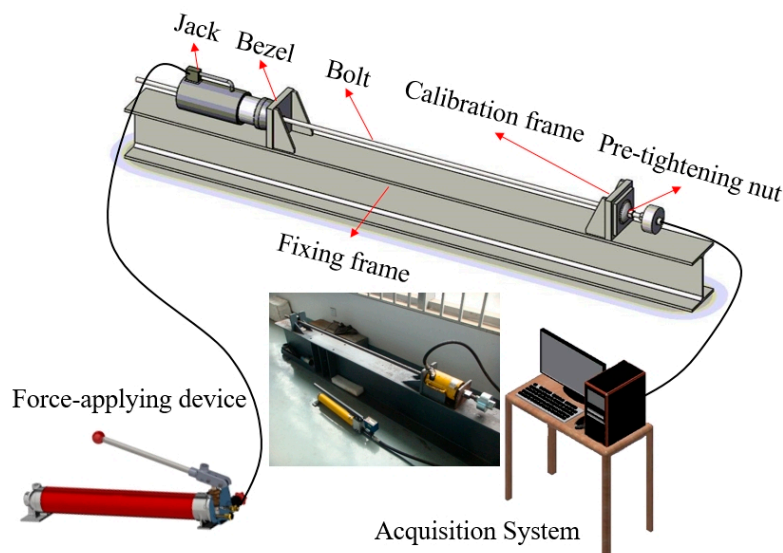 Jack
Bezel
Bolt
Calibration frame
Pre-tightening nut
Fixing frame
Force-applying device
Acquisition System